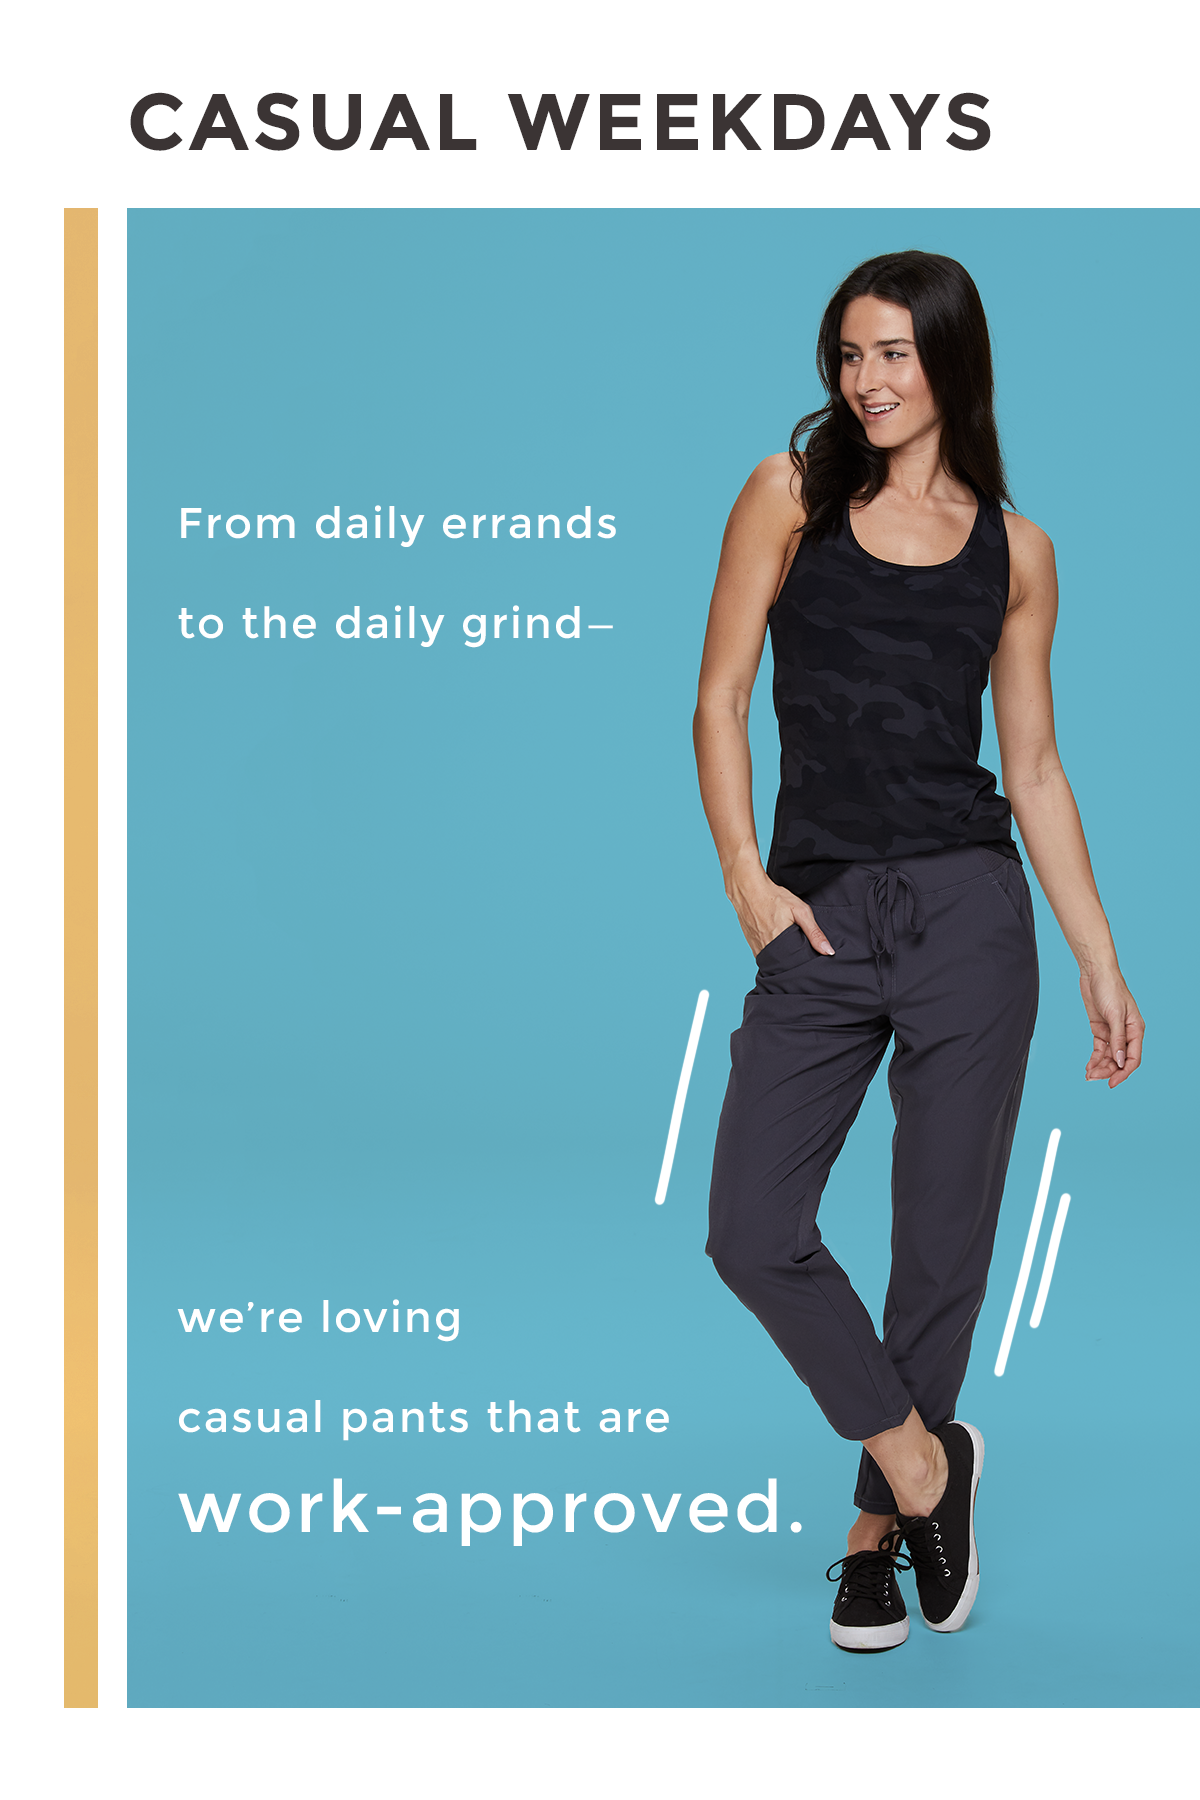 CASUAL WEEKDAYS
From daily errands
to the daily grind—
we’re loving
casual pants that are
work-approved.